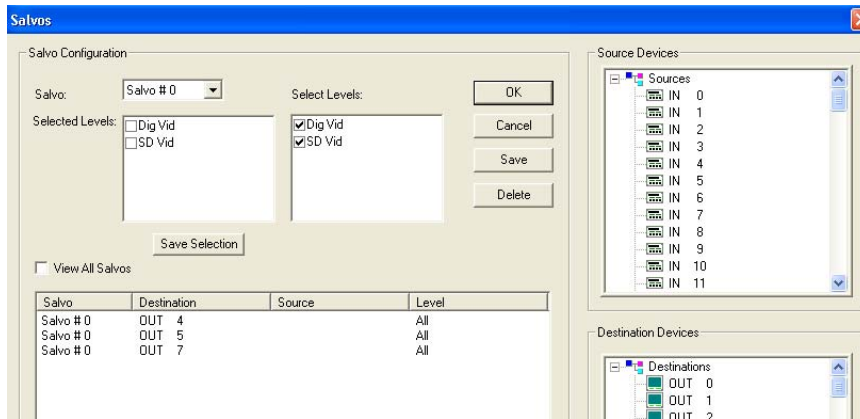 Salvos
Salvo Configuration
Salvo:
Salvo # 0
Selected Levels:
Dig Vid
SD Vid
Select Levels:
Dig Vid
SD Vid
OK
Cancel
Save
Delete
Save Selection
View All Salvos
Salvo Destination Source Level
Salvo # 0 OUT 4 All
Salvo # 0 OUT 5 All
Salvo # 0 OUT 7 All
Source Devices
Sources
IN 0
IN 1
IN 2
IN 3
IN 4
IN 5
IN 6
IN 7
IN 8
IN 9
IN 10
IN 11
Destination Devices
Destinations
OUT 0
OUT 1
OUT 2